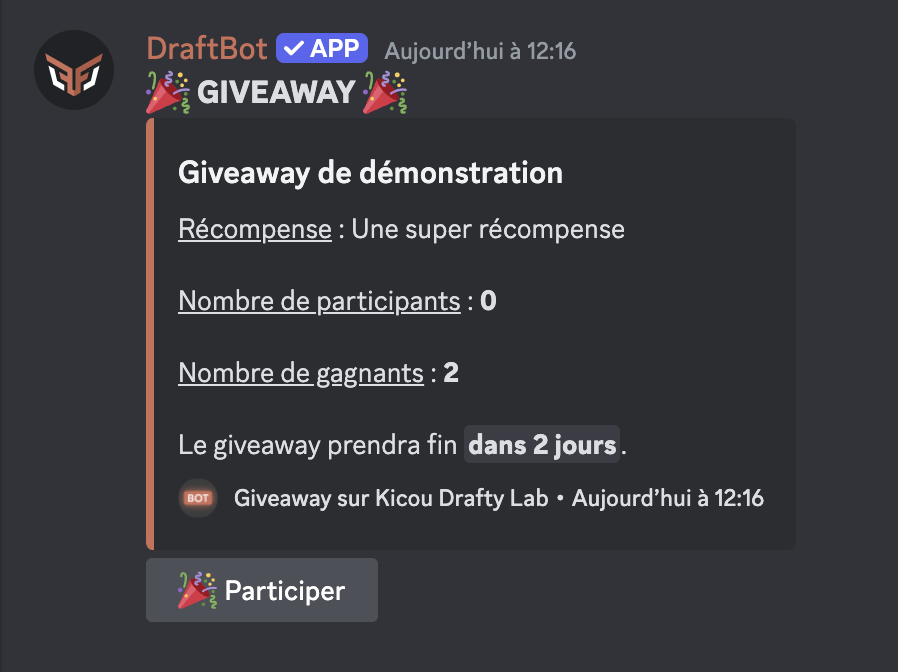 DraftBot ✓ APP Aujourd’hui à 12:16
🎉 GIVEAWAY 🎉
Giveaway de démonstration
Récompense : Une super récompense
Nombre de participants : 0
Nombre de gagnants : 2
Le giveaway prendra fin dans 2 jours.
BOT Giveaway sur Kicou Drafty Lab • Aujourd’hui à 12:16
🎉 Participer